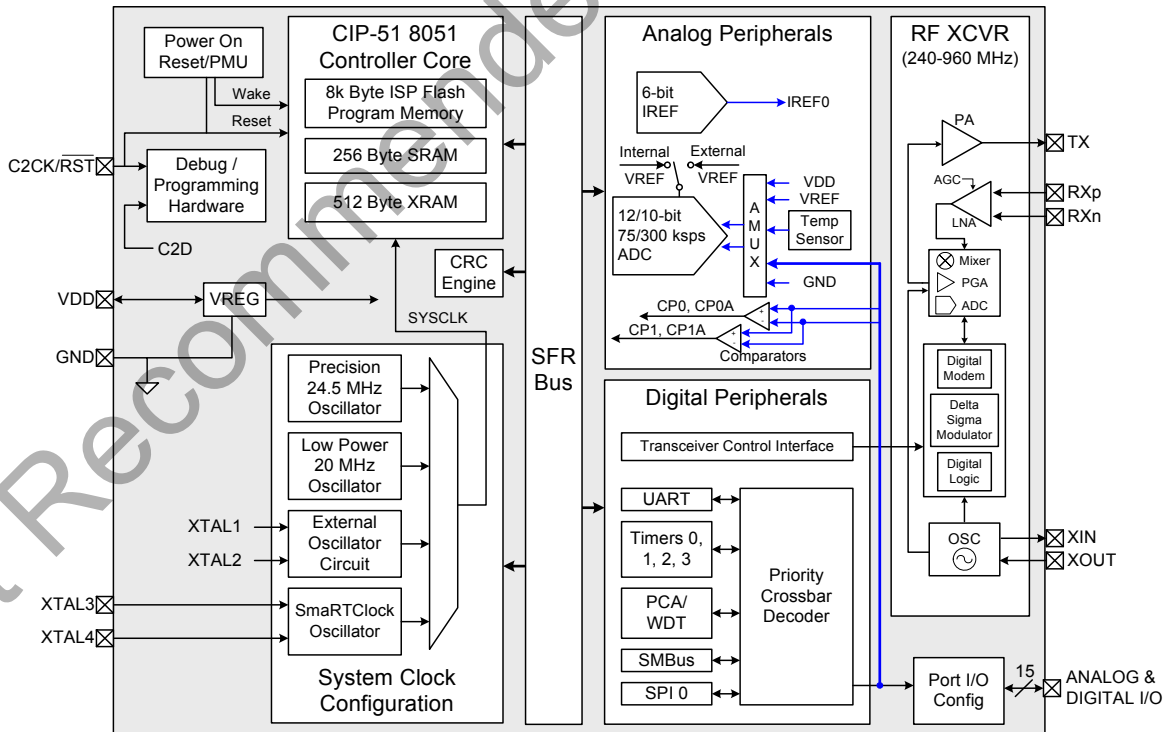 Power On
Reset/PMU
Wake
Reset
C2CK/RST
Debug /
Programming
Hardware
C2D
VDD
VREG
GND
CIP-51 8051
Controller Core
8k Byte ISP Flash
Program Memory
256 Byte SRAM
512 Byte XRAM
CRC
Engine
SYSCLK
Precision
24.5 MHz
Oscillator
Low Power
20 MHz
Oscillator
XTAL1
XTAL2
External
Oscillator
Circuit
XTAL3
XTAL4
SmaRTClock
Oscillator
System Clock
Configuration
SFR
Bus
Analog Peripherals
6-bit
IREF
IREF0
Internal
VREF
External
VREF
12/10-bit
75/300 ksps
ADC
A
M
U
X
VDD
VREF
Temp
Sensor
GND
CP0, CP0A
+
-
CP1, CP1A
+
-
Comparators
Digital Peripherals
Transceiver Control Interface
UART
Timers 0,
1, 2, 3
PCA/
WDT
SMBus
SPI 0
Priority
Crossbar
Decoder
RF XCVR
(240-960 MHz)
PA
TX
AGC
LNA
RXp
RXn
Mixer
PGA
ADC
Digital
Modem
Delta
Sigma
Modulator
Digital
Logic
OSC
XIN
XOUT
Port I/O
Config
15
ANALOG &
DIGITAL I/O
Recommende